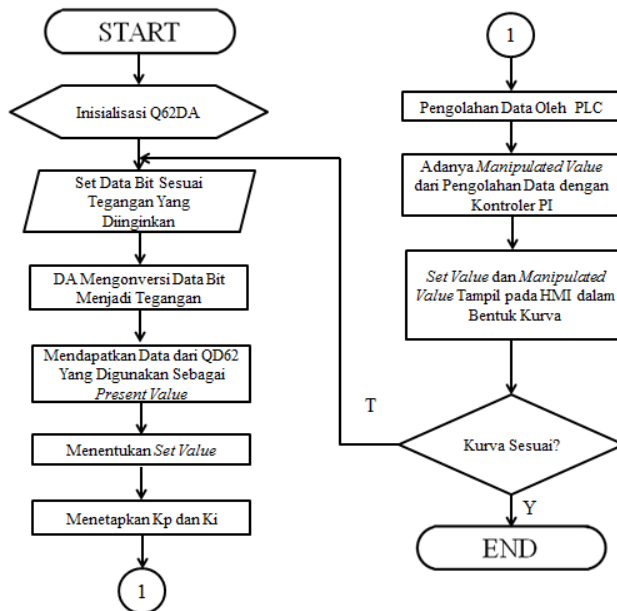 START
Inisialisasi Q62DA
Set Data Bit Sesuai
Tegangan Yang
Diinginkan
DA Mengonversi Data Bit
Menjadi Tegangan
Mendapatkan Data dari QD62
Yang Digunakan Sebagai
Present Value
Menentukan Set Value
Menetapkan Kp dan Ki
1
1
Pengolahan Data Oleh PLC
Adanya Manipulated Value
dari Pengolahan Data dengan
Kontroler PI
Set Value dan Manipulated
Value Tampil pada HMI dalam
Bentuk Kurva
T
Kurva Sesuai?
Y
END